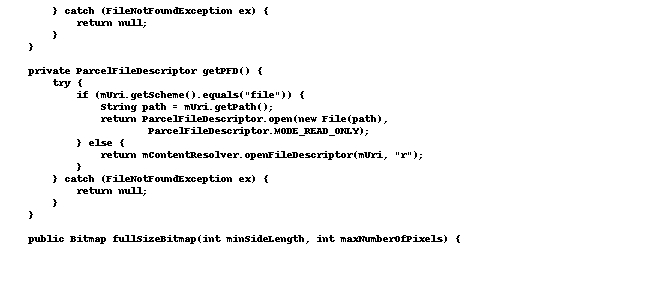 } catch (FileNotFoundException ex) {
            return null;
        }
    }

    private ParcelFileDescriptor getPFD() {
        try {
            if (mUri.getScheme().equals("file")) {
                String path = mUri.getPath();
                return ParcelFileDescriptor.open(new File(path),
                        ParcelFileDescriptor.MODE_READ_ONLY);
            } else {
                return mContentResolver.openFileDescriptor(mUri, "r");
            }
        } catch (FileNotFoundException ex) {
            return null;
        }
    }

    public Bitmap fullSizeBitmap(int minSideLength, int maxNumberOfPixels) {